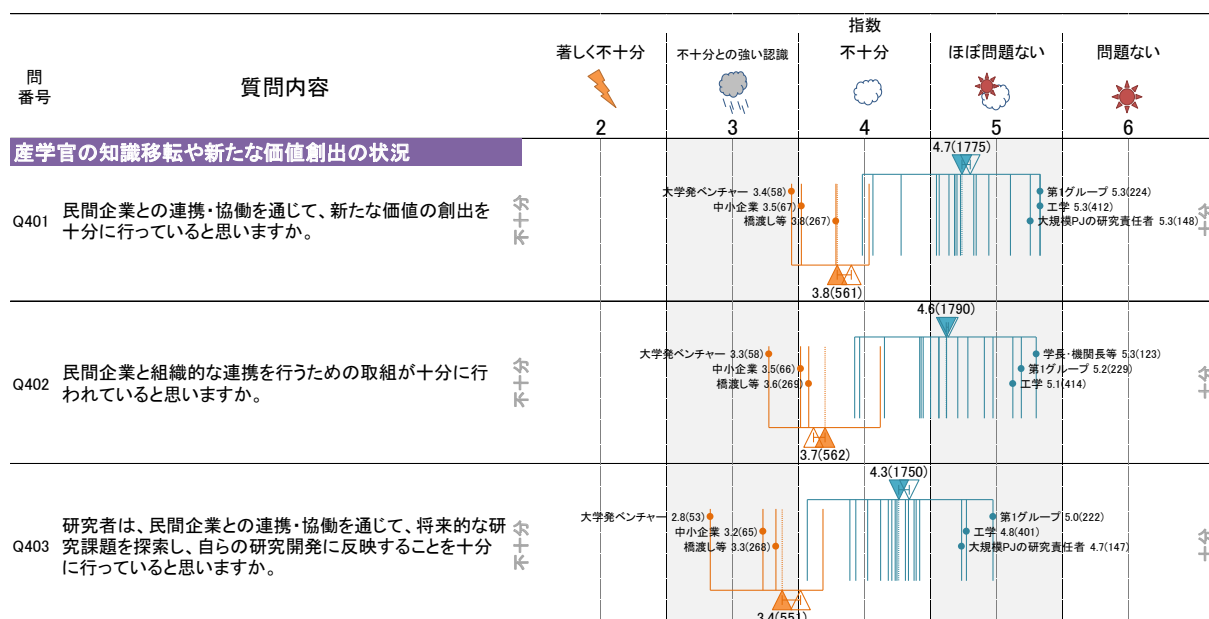 指数
著しく不十分
不十分との強い認識
不十分
ほぼ問題ない
問題ない
問
番号
質問内容
2
3
4
5
6
産学官の知識移転や新たな価値創出の状況
4.7(1775)
Q401
民間企業との連携・協働を通じて、新たな価値の創出を
十分に行っていると思いますか。
不十分
大学発ベンチャー 3.4(58)
中小企業 3.5(67)
橋渡し等 3.8(267)
第1グループ 5.3(224)
工学 5.3(412)
大規模PJの研究責任者 5.3(148)
十分
3.8(561)
4.6(1790)
Q402
民間企業と組織的な連携を行うための取組が十分に行
われていると思いますか。
不十分
大学発ベンチャー 3.3(58)
中小企業 3.5(66)
橋渡し等 3.6(269)
学長・機関長等 5.3(123)
第1グループ 5.2(229)
工学 5.1(414)
十分
3.7(562)
4.3(1750)
Q403
研究者は、民間企業との連携・協働を通じて、将来的な研
究課題を探索し、自らの研究開発に反映することを十分
に行っていると思いますか。
不十分
大学発ベンチャー 2.8(53)
中小企業 3.2(65)
橋渡し等 3.3(268)
第1グループ 5.0(222)
工学 4.8(401)
大規模PJの研究責任者 4.7(147)
十分
3.4(551)